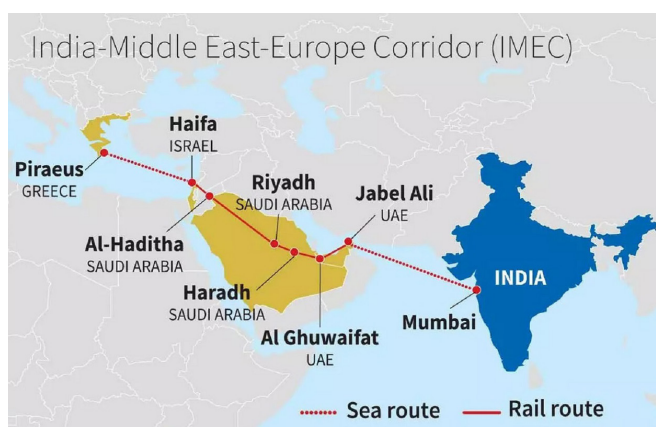 India-Middle East-Europe Corridor (IMEC)
Haifa
ISRAEL
Piraeus
GREECE
Riyadh
SAUDI ARABIA
Jabel Ali
UAE
Al-Haditha
SAUDI ARABIA
INDIA
Haradh
SAUDI ARABIA
Mumbai
Al Ghuwaifat
UAE
Sea route
Rail route